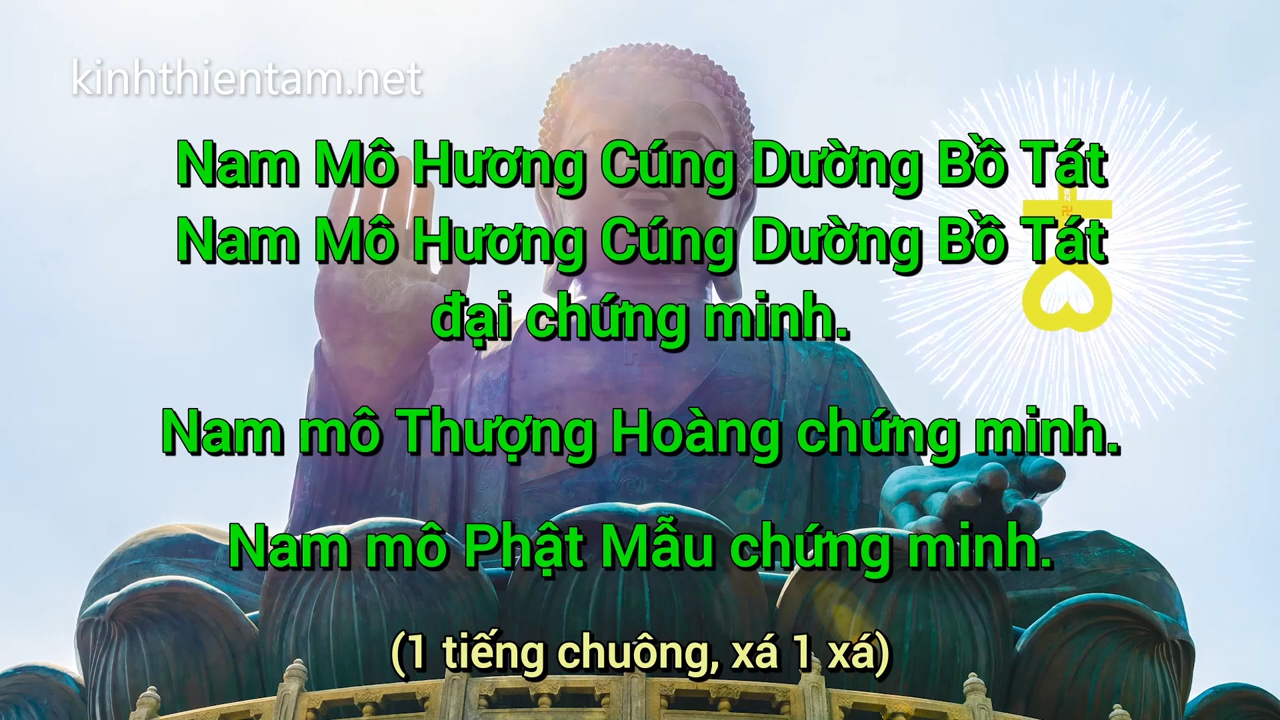 kinhthientam.net
Nam Mô Hương Cúng Dường Bồ Tát
Nam Mô Hương Cúng Dường Bồ Tát
đại chứng minh.
Nam mô Thượng Hoàng chứng minh.
Nam mô Phật Mẫu chứng minh.
(1 tiếng chuông, xá 1 xá)